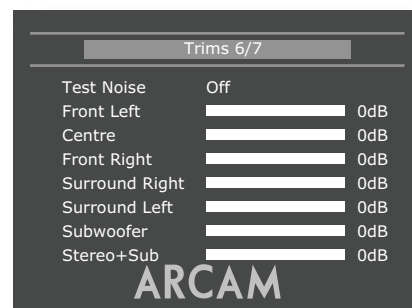 Trims 6/7
Test Noise Off
Front Left 0dB
Centre 0dB
Front Right 0dB
Surround Right 0dB
Surround Left 0dB
Subwoofer 0dB
Stereo+Sub 0dB
ARCAM